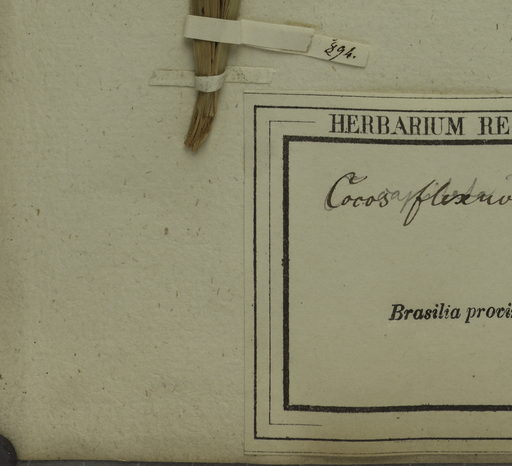 894.
HERBARIUM RE
Cocos flexuo
Brasilia provi